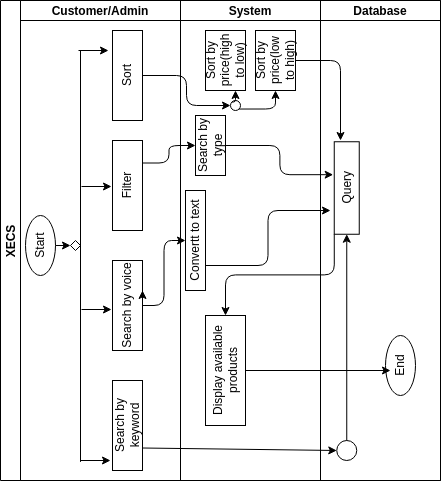 Customer/Admin
System
Database
XECS
Start
Sort
Filter
Search by voice
Search by
keyword
Sort by
price(high
to low)
Sort by
price(low
to high)
Search by
type
Convertt to text
Display available
products
Query
End